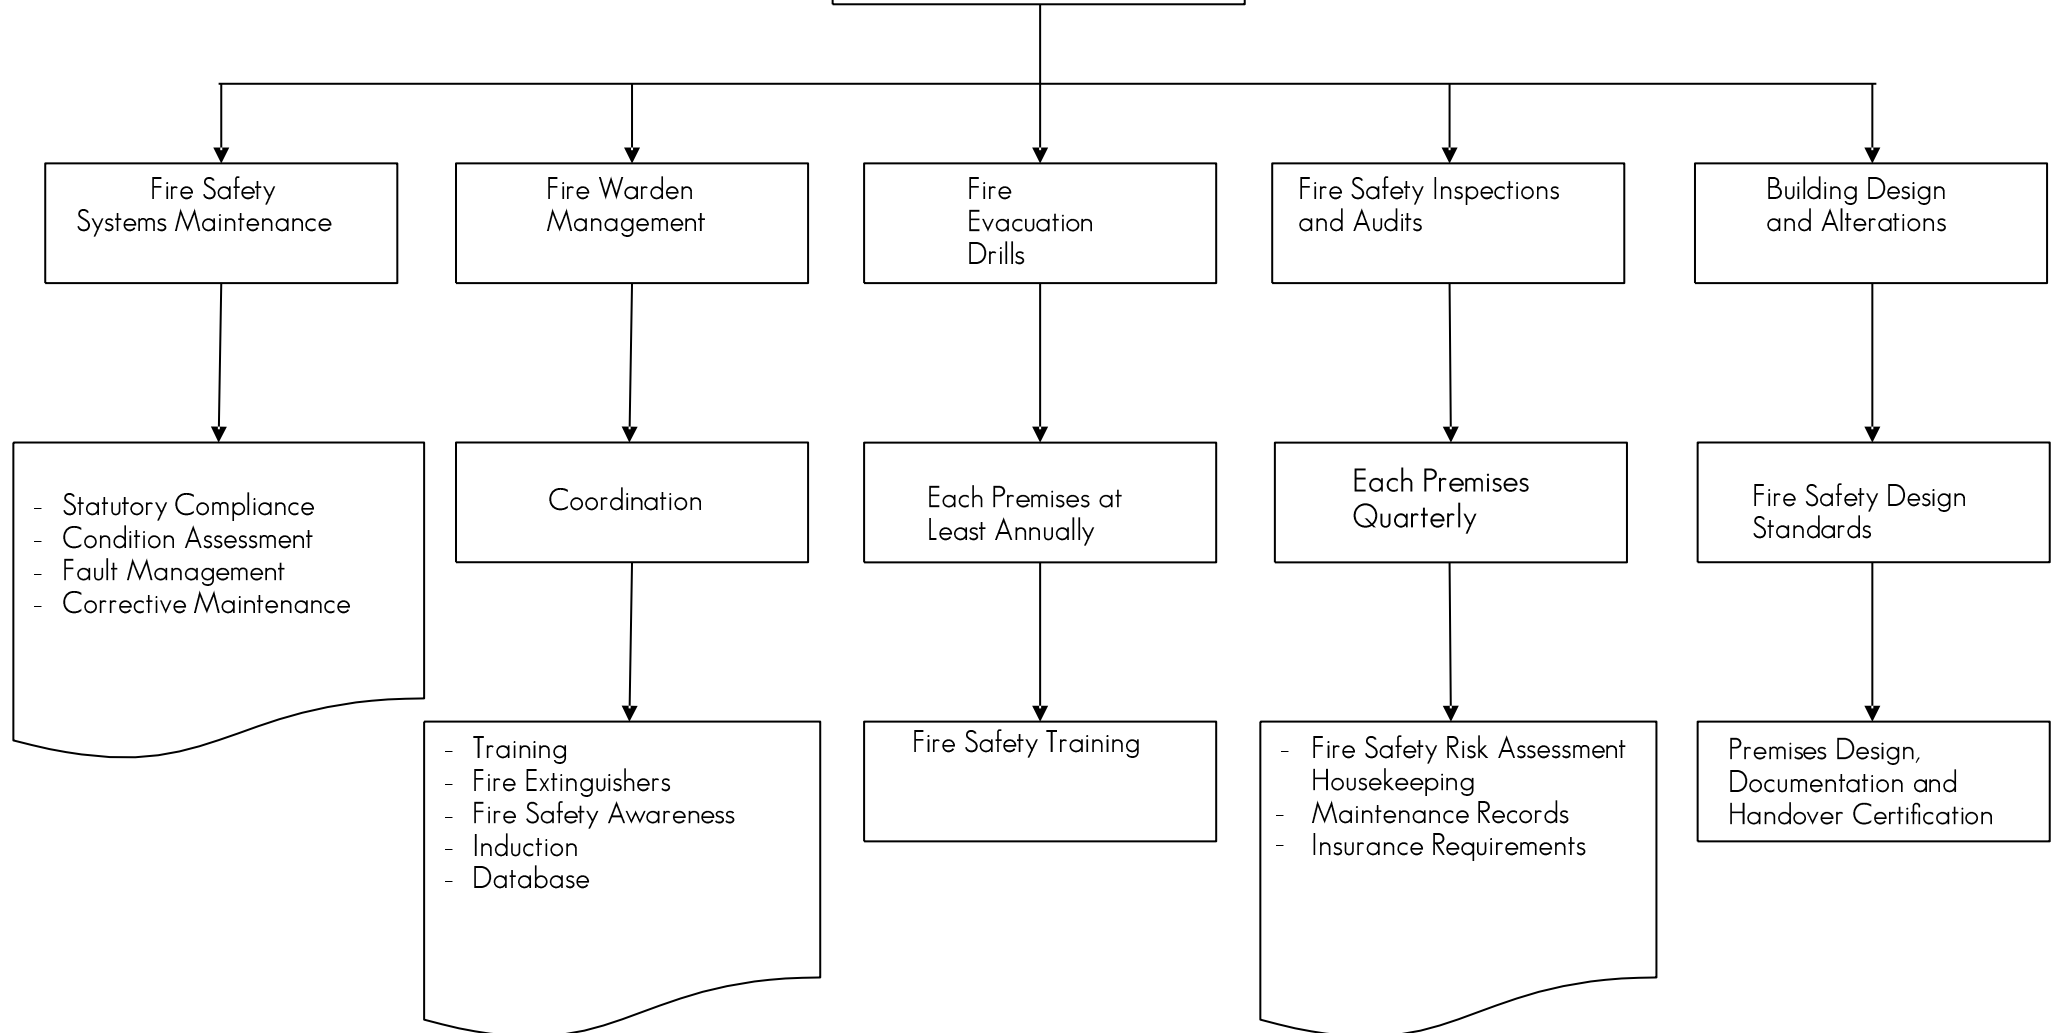 Fire Safety
Systems Maintenance
Fire Warden
Management
Fire
Evacuation
Drills
Fire Safety Inspections
and Audits
Building Design
and Alterations
- Statutory Compliance
- Condition Assessment
- Fault Management
- Corrective Maintenance
Coordination
Each Premises at
Least Annually
Each Premises
Quarterly
Fire Safety Design
Standards
- Training
- Fire Extinguishers
- Fire Safety Awareness
- Induction
- Database
Fire Safety Training
- Fire Safety Risk Assessment
Housekeeping
- Maintenance Records
- Insurance Requirements
Premises Design,
Documentation and
Handover Certification